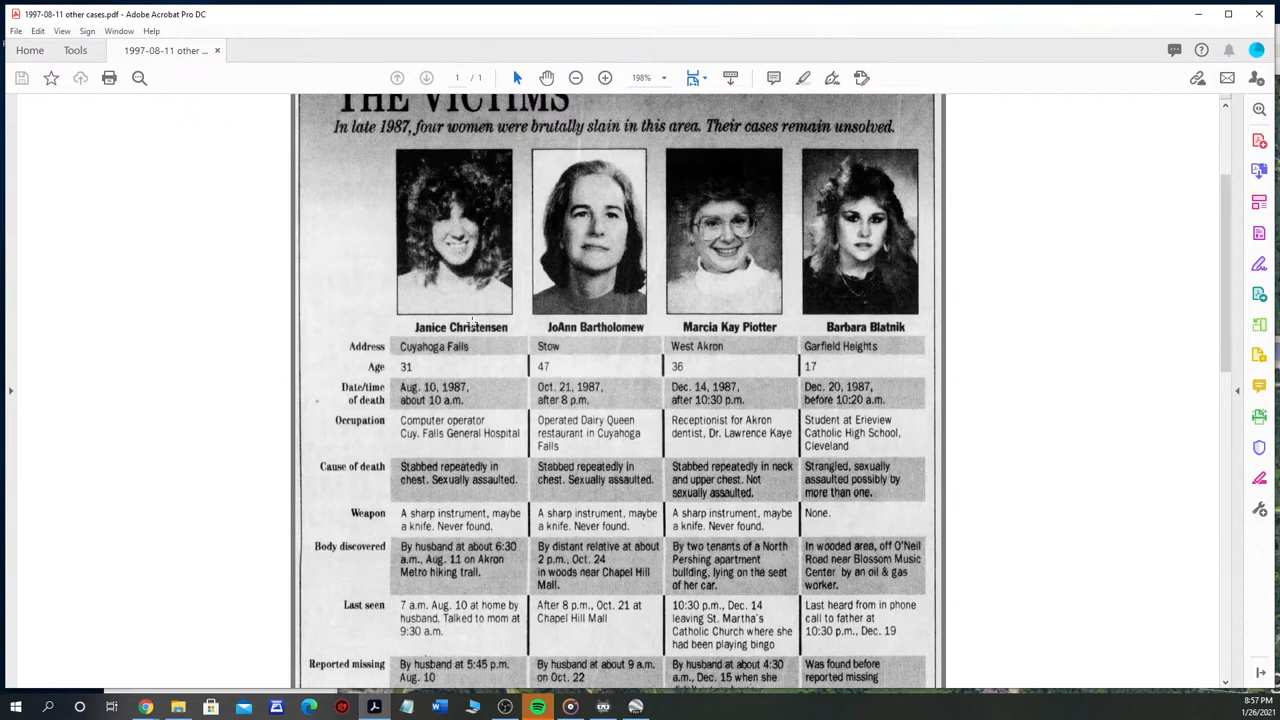 1997-08-11 other cases.pdf - Adobe Acrobat Pro DC
File Edit View Sign Window Help
Home Tools 1997-08-11 other ... ×
1 / 1 198%
THE VICTIMS
In late 1987, four women were brutally slain in this area. Their cases remain unsolved.
Janice Christensen JoAnn Bartholomew Marcia Kay Piotter Barbara Blatnik
Address Cuyahoga Falls Stow West Akron Garfield Heights
Age 31 47 36 17
Date/time Aug. 10, 1987, Oct. 21, 1987, Dec. 14, 1987, Dec. 20, 1987,
of death about 10 a.m. after 8 p.m. after 10:30 p.m. before 10:20 a.m.
Occupation Computer operator Operated Dairy Queen Receptionist for Akron Student at Erieview
Cuy. Falls General Hospital restaurant in Cuyahoga dentist, Dr. Lawrence Kaye Catholic High School,
Falls Cleveland
Cause of death Stabbed repeatedly in Stabbed repeatedly in Stabbed repeatedly in neck Strangled, sexually
chest. Sexually assaulted. chest. Sexually assaulted. and upper chest. Not assaulted possibly by
sexually assaulted. more than one.
Weapon A sharp instrument, maybe A sharp instrument, maybe A sharp instrument, maybe None.
a knife. Never found. a knife. Never found. a knife. Never found.
Body discovered By husband at about 6:30 By distant relative at about By two tenants of a North In wooded area, off O'Neil
a.m., Aug. 11 on Akron 2 p.m., Oct. 24 Pershing apartment Road near Blossom Music
Metro hiking trail. in woods near Chapel Hill building, lying on the seat Center by an oil & gas
Mall. of her car. worker.
Last seen 7 a.m. Aug. 10 at home by After 8 p.m., Oct. 21 at 10:30 p.m., Dec. 14 Last heard from in phone
husband. Talked to mom at Chapel Hill Mall leaving St. Martha's call to father at
9:30 a.m. Catholic Church where she 10:30 p.m., Dec. 19
had been playing bingo
Reported missing By husband at 5:45 p.m. By husband at about 9 a.m. By husband at about 4:30 Was found before
Aug. 10 on Oct. 22 a.m., Dec. 15 when she reported missing
8:57 PM
1/26/2021